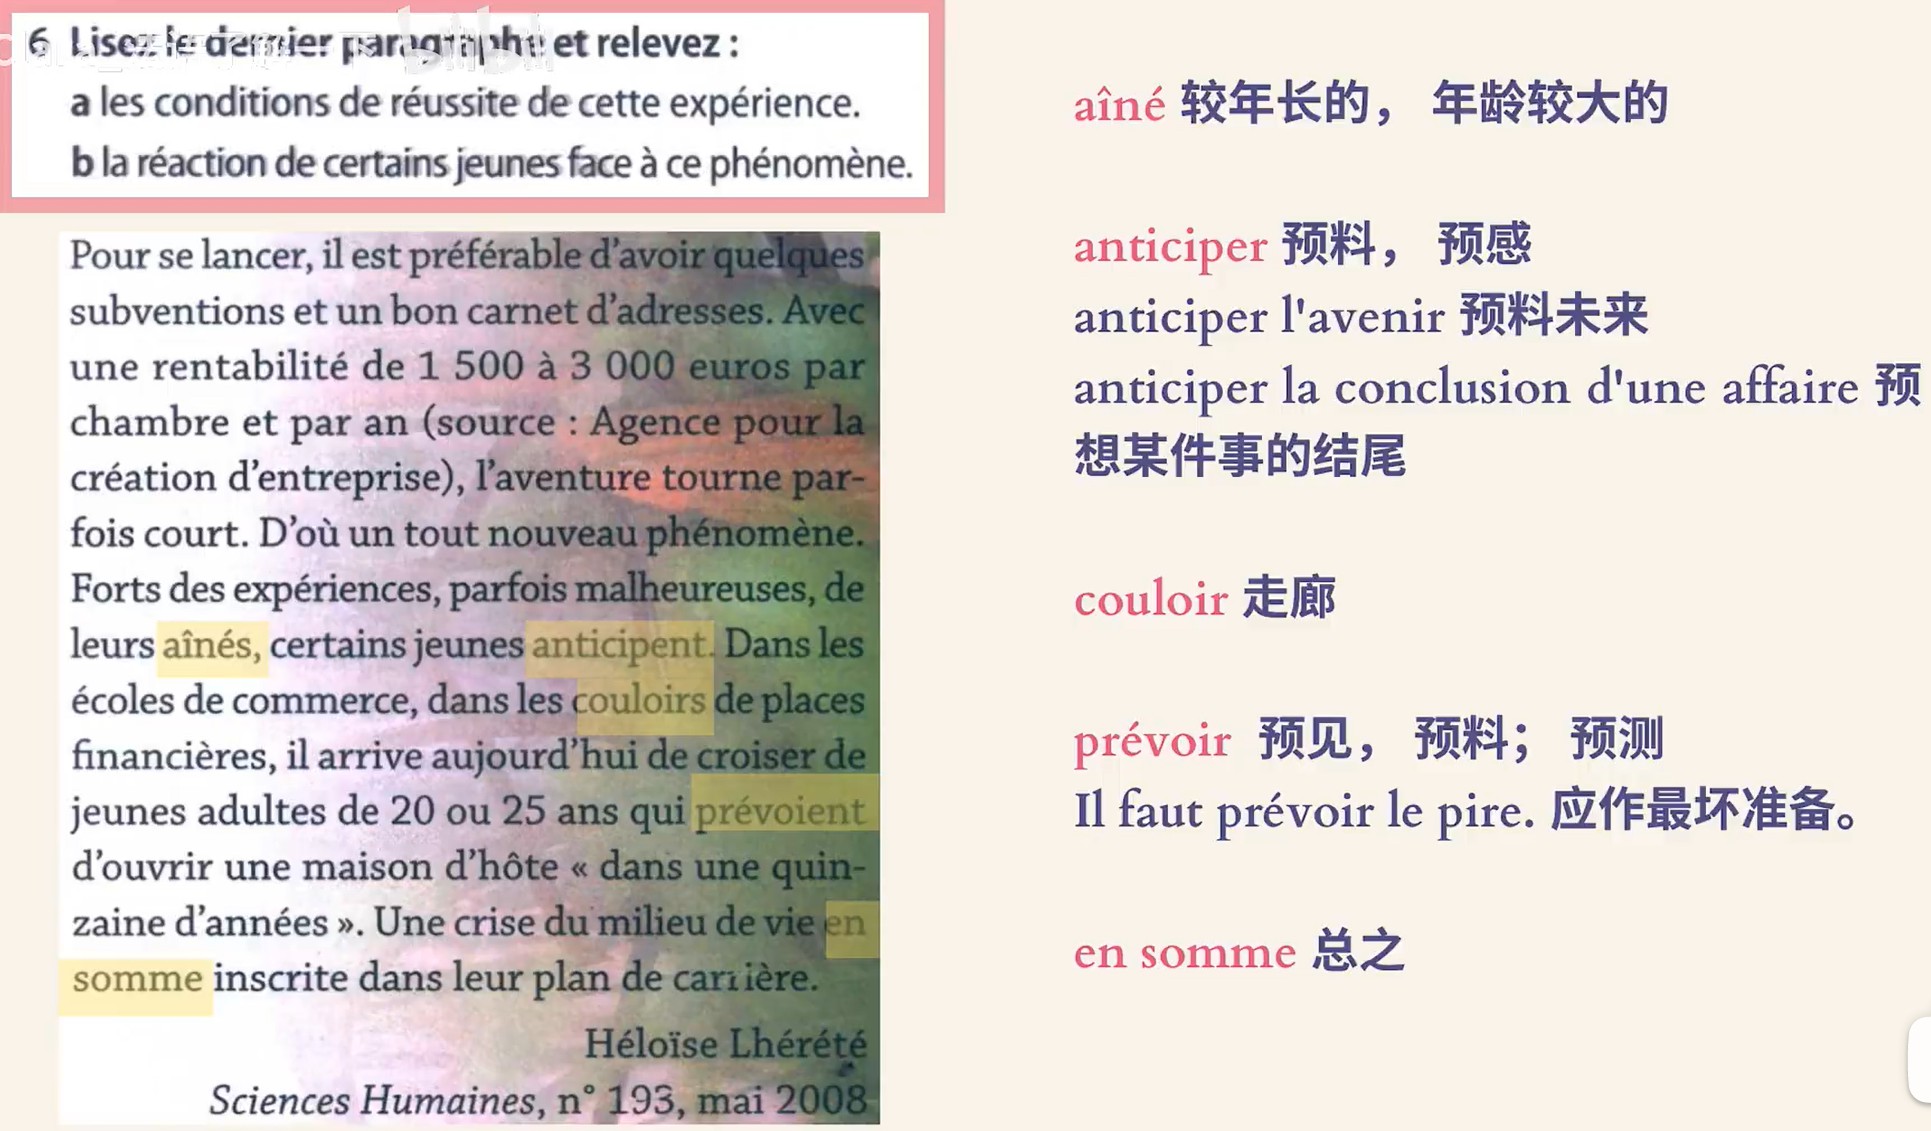 6 Lisez le dernier paragraphe et relevez :
a les conditions de réussite de cette expérience.
b la réaction de certains jeunes face à ce phénomène.
bilibili
Pour se lancer, il est préférable d'avoir quelques
subventions et un bon carnet d'adresses. Avec
une rentabilité de 1 500 à 3 000 euros par
chambre et par an (source : Agence pour la
création d'entreprise), l'aventure tourne par-
fois court. D'où un tout nouveau phénomène.
Forts des expériences, parfois malheureuses, de
leurs aînés, certains jeunes anticipent. Dans les
écoles de commerce, dans les couloirs de places
financières, il arrive aujourd'hui de croiser de
jeunes adultes de 20 ou 25 ans qui prévoient
d'ouvrir une maison d'hôte « dans une quin-
zaine d'années ». Une crise du milieu de vie en
somme inscrite dans leur plan de carrière.
Héloïse Lhérété
Sciences Humaines, n° 193, mai 2008
aîné 较年长的， 年龄较大的
anticiper 预料， 预感
anticiper l'avenir 预料未来
anticiper la conclusion d'une affaire 预
想某件事的结尾
couloir 走廊
prévoir 预见， 预料； 预测
Il faut prévoir le pire. 应作最坏准备。
en somme 总之